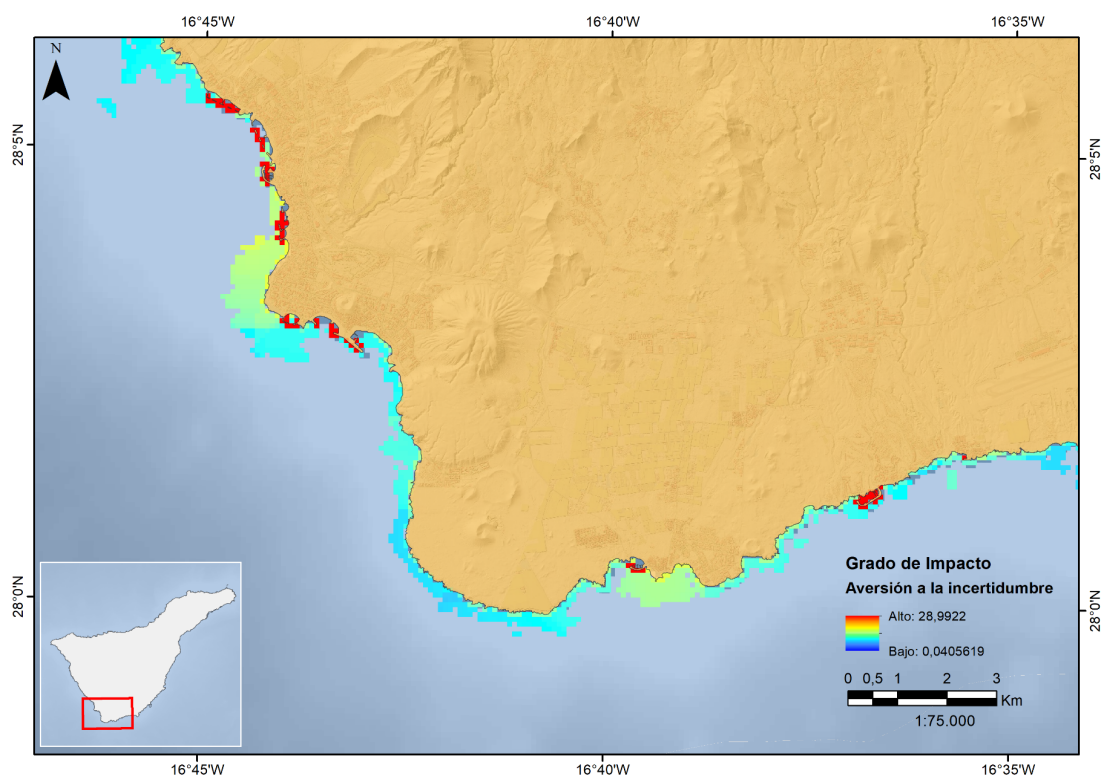 16°45'W 16°40'W 16°35'W
N
28°5'N 28°5'N
28°0'N 28°0'N
Grado de Impacto
Aversión a la incertidumbre
Alto: 28,9922
Bajo: 0,0405619
0 0,5 1 2 3
Km
1:75.000
16°45'W 16°40'W 16°35'W